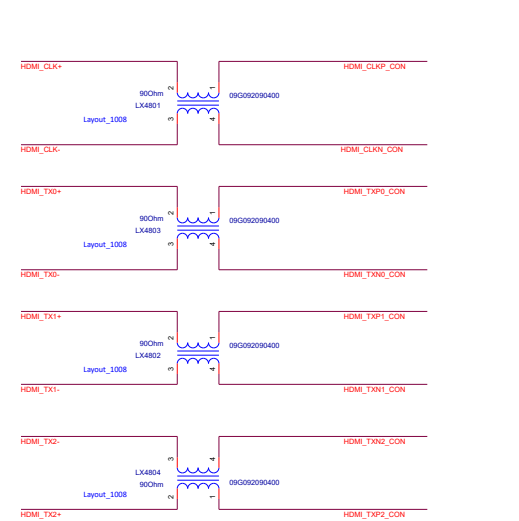 HDMI_CLK+ HDMI_CLKP_CON
90Ohm 2 1 09G092090400
LX4801
Layout_1008 3 4
HDMI_CLK- HDMI_CLKN_CON
HDMI_TX0+ HDMI_TXP0_CON
90Ohm 2 1 09G092090400
LX4803
Layout_1008 3 4
HDMI_TX0- HDMI_TXN0_CON
HDMI_TX1+ HDMI_TXP1_CON
90Ohm 2 1 09G092090400
LX4802
Layout_1008 3 4
HDMI_TX1- HDMI_TXN1_CON
HDMI_TX2- HDMI_TXN2_CON
3 4
LX4804
90Ohm 09G092090400
Layout_1008 2 1
HDMI_TX2+ HDMI_TXP2_CON